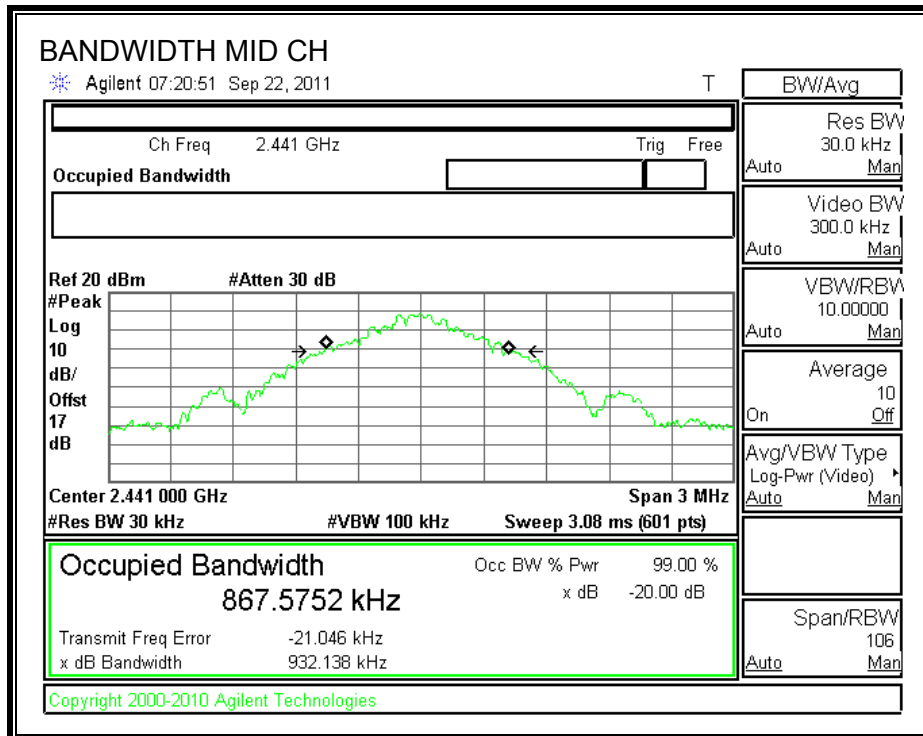 BANDWIDTH MID CH
Agilent 07:20:51 Sep 22, 2011 T
Ch Freq 2.441 GHz Trig Free
Occupied Bandwidth
Ref 20 dBm #Atten 30 dB
#Peak
Log
10
dB/
Offst
17
dB
Center 2.441 000 GHz Span 3 MHz
#Res BW 30 kHz #VBW 100 kHz Sweep 3.08 ms (601 pts)
Occupied Bandwidth Occ BW % Pwr 99.00 %
867.5752 kHz x dB -20.00 dB
Transmit Freq Error -21.046 kHz
x dB Bandwidth 932.138 kHz
Copyright 2000-2010 Agilent Technologies
BW/Avg
Res BW
30.0 kHz
Auto Man
Video BW
300.0 kHz
Auto Man
VBW/RBW
10.00000
Auto Man
Average
10
On Off
Avg/VBW Type
Log-Pwr (Video)
Auto Man
Span/RBW
106
Auto Man